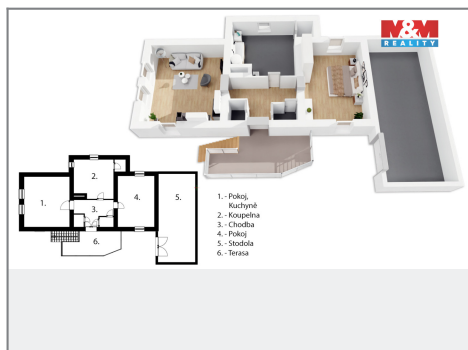 M&M
REALITY
1.
2.
3.
4.
5.
6.
1. - Pokoj,
Kuchyně
2. - Koupelna
3. - Chodba
4. - Pokoj
5. - Stodola
6. - Terasa